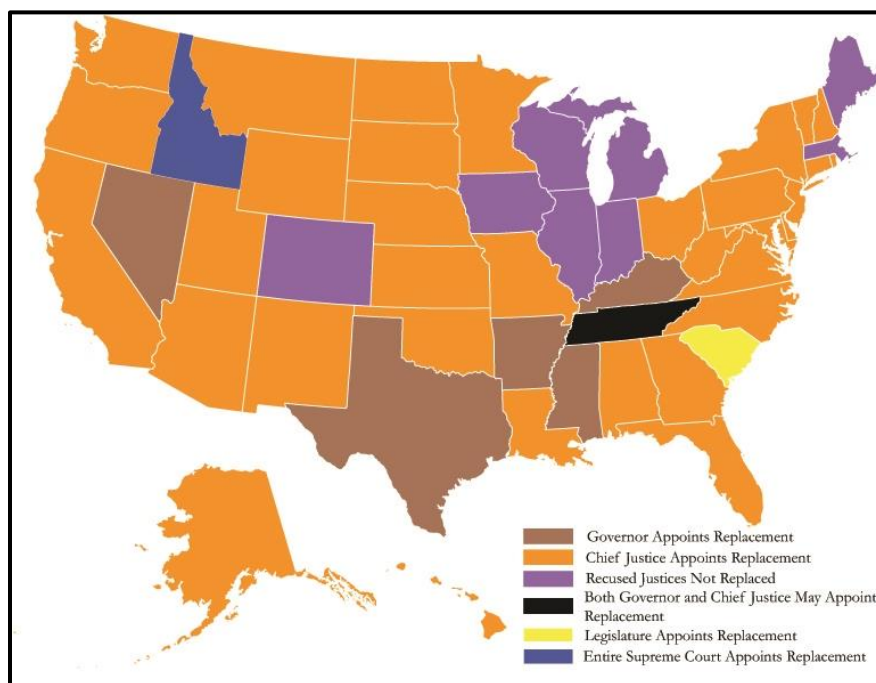 Governor Appoints Replacement
Chief Justice Appoints Replacement
Recused Justices Not Replaced
Both Governor and Chief Justice May Appoint
Replacement
Legislature Appoints Replacement
Entire Supreme Court Appoints Replacement